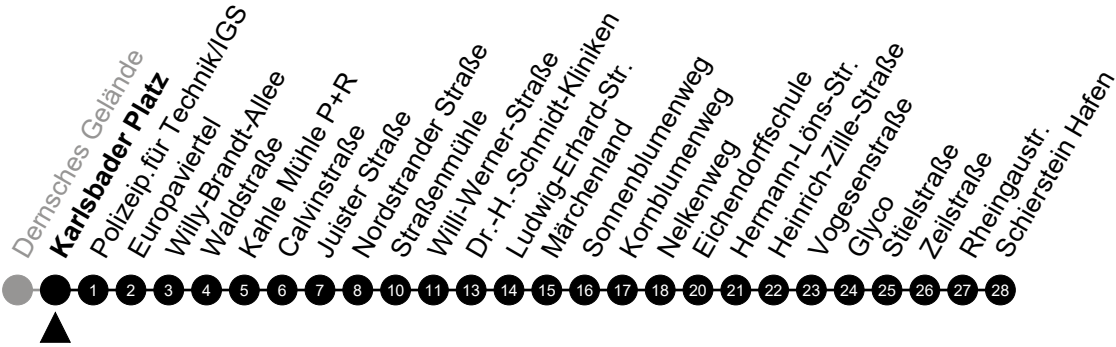 Dernsches Gelände
Karlsbader Platz
Polizeip.für Technik/IGS
Europaviertel
Willy-Brandt-Allee
Waldstraße
Kahle Mühle P+R
Calvinstraße
Juister Straße
Nordstrander Straße
Straßenmühle
Willi-Werner-Straße
Dr.-H.-Schmidt-Kliniken
Ludwig-Erhard-Str.
Märchenland
Sonnenblumenweg
Kornblumenweg
Nelkenweg
Eichendorffschule
Hermann-Löns-Str.
Heinrich-Zille-Straße
Vogesenstraße
Glyco
Stielstraße
Zeilstraße
Rheingaustr.
Schierstein Hafen
1 2 3 4 5 6 7 8 10 11 13 14 15 16 17 18 20 21 22 23 24 25 26 27 28